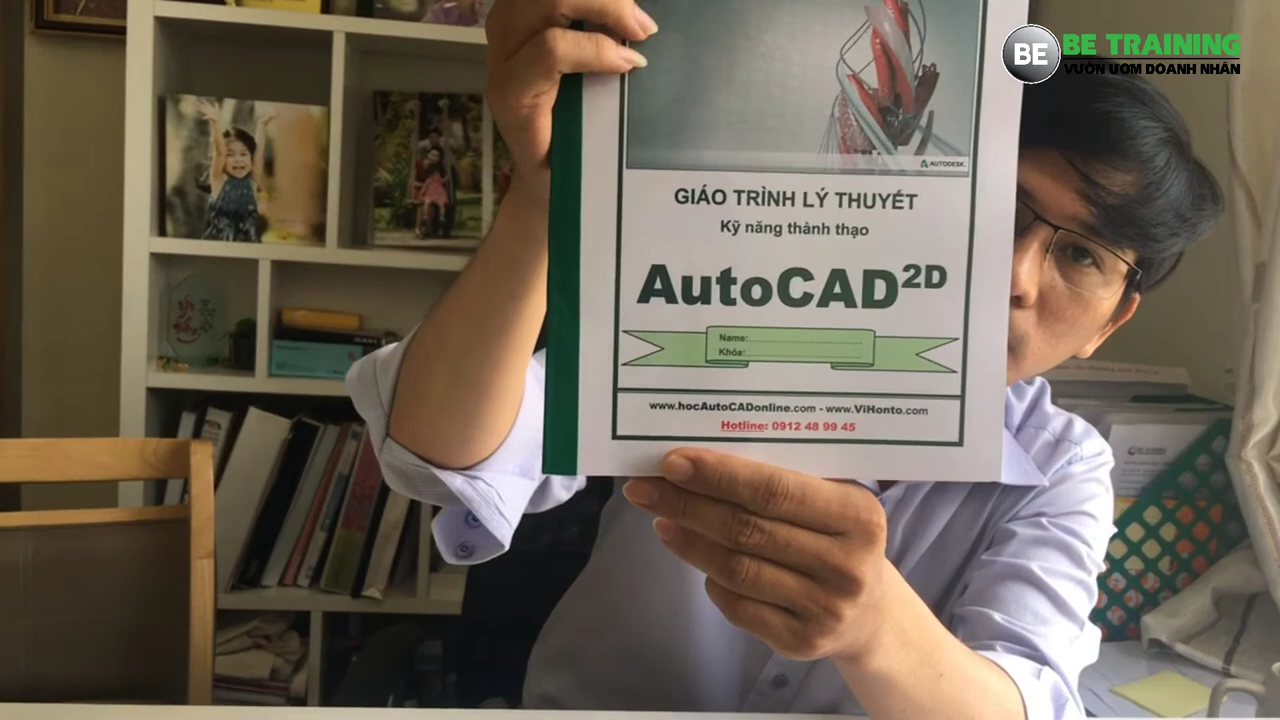 BE
BE TRAINING
VƯỜN ƯƠM DOANH NHÂN
AUTODESK.
GIÁO TRÌNH LÝ THUYẾT
Kỹ năng thành thạo
AutoCAD2D
Name:
Khóa:
www.hocAutoCADonline.com - www.ViHonto.com
Hotline: 0912 48 99 45